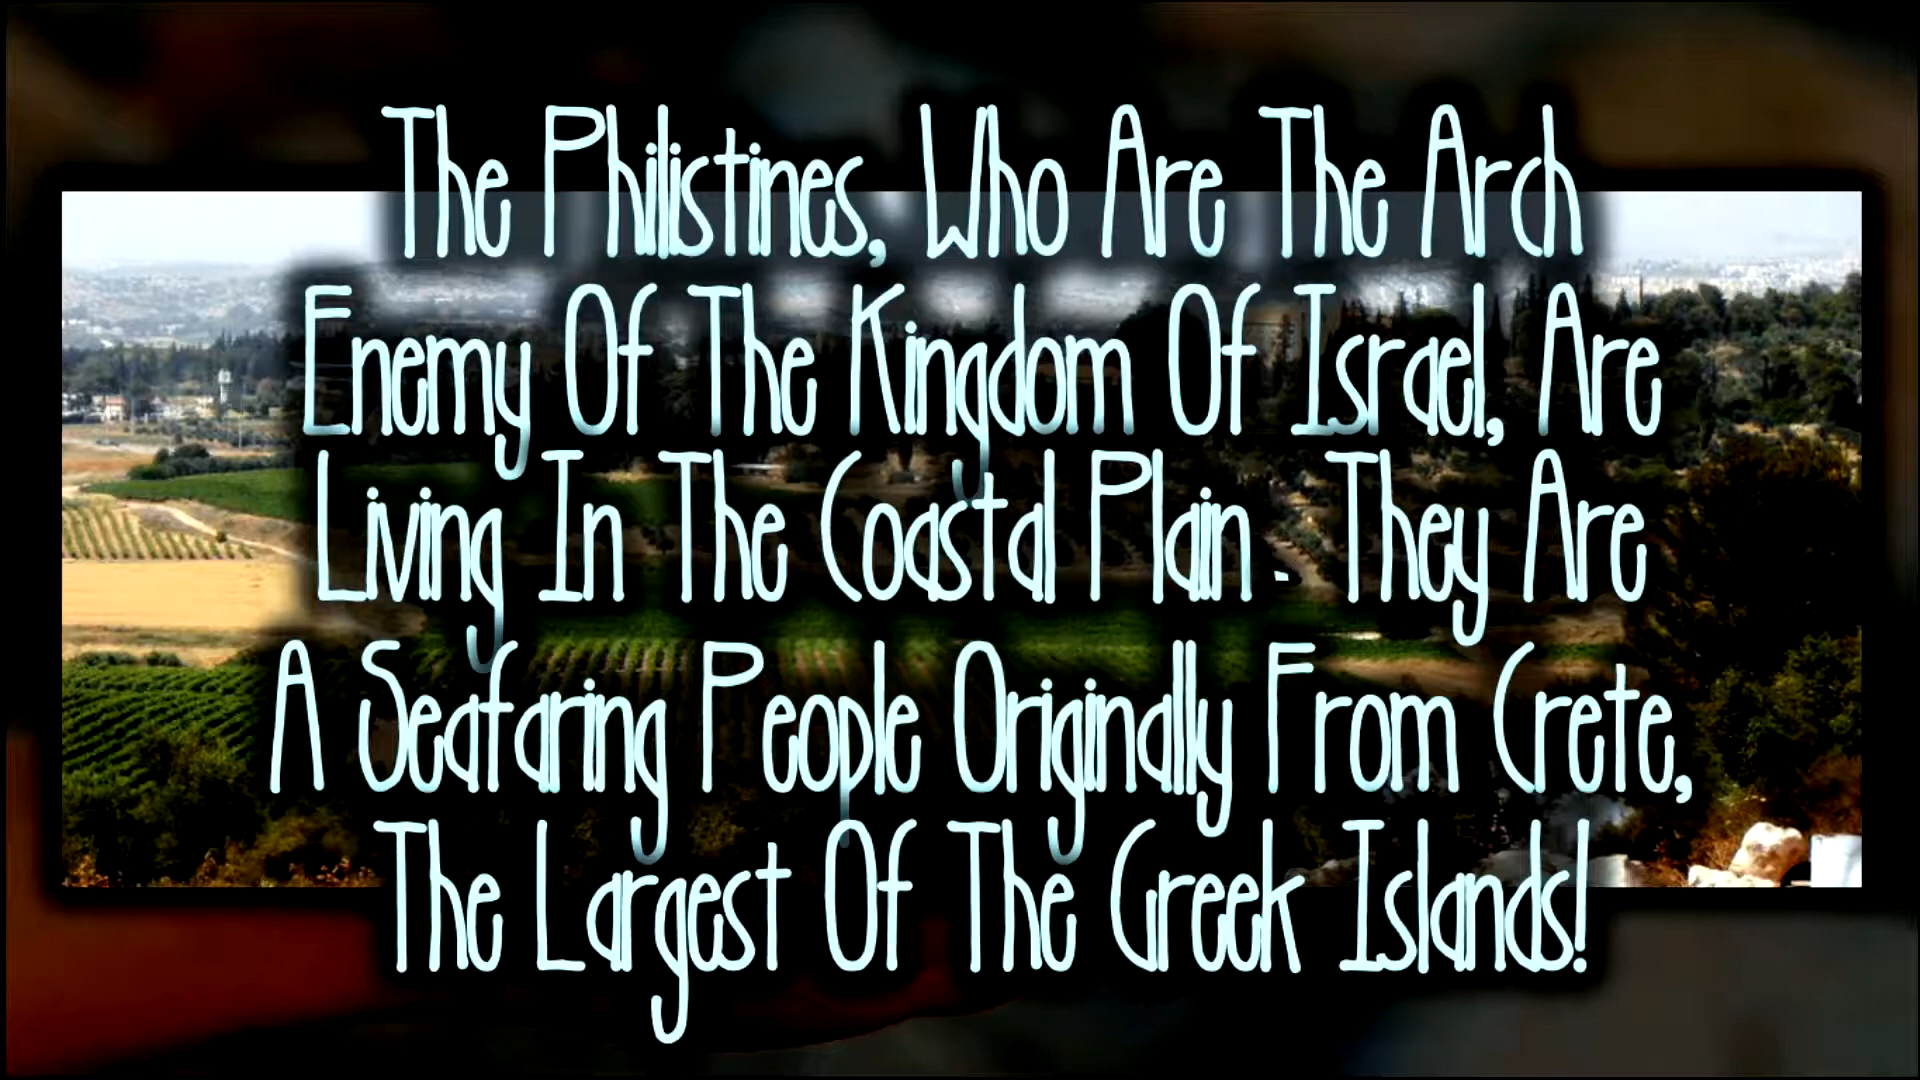 The Philistines, Who Are The Arch
Enemy Of The Kingdom Of Israel, Are
Living In The Coastal Plain. They Are
A Seafaring People Originally From Crete,
The Largest Of The Greek Islands!